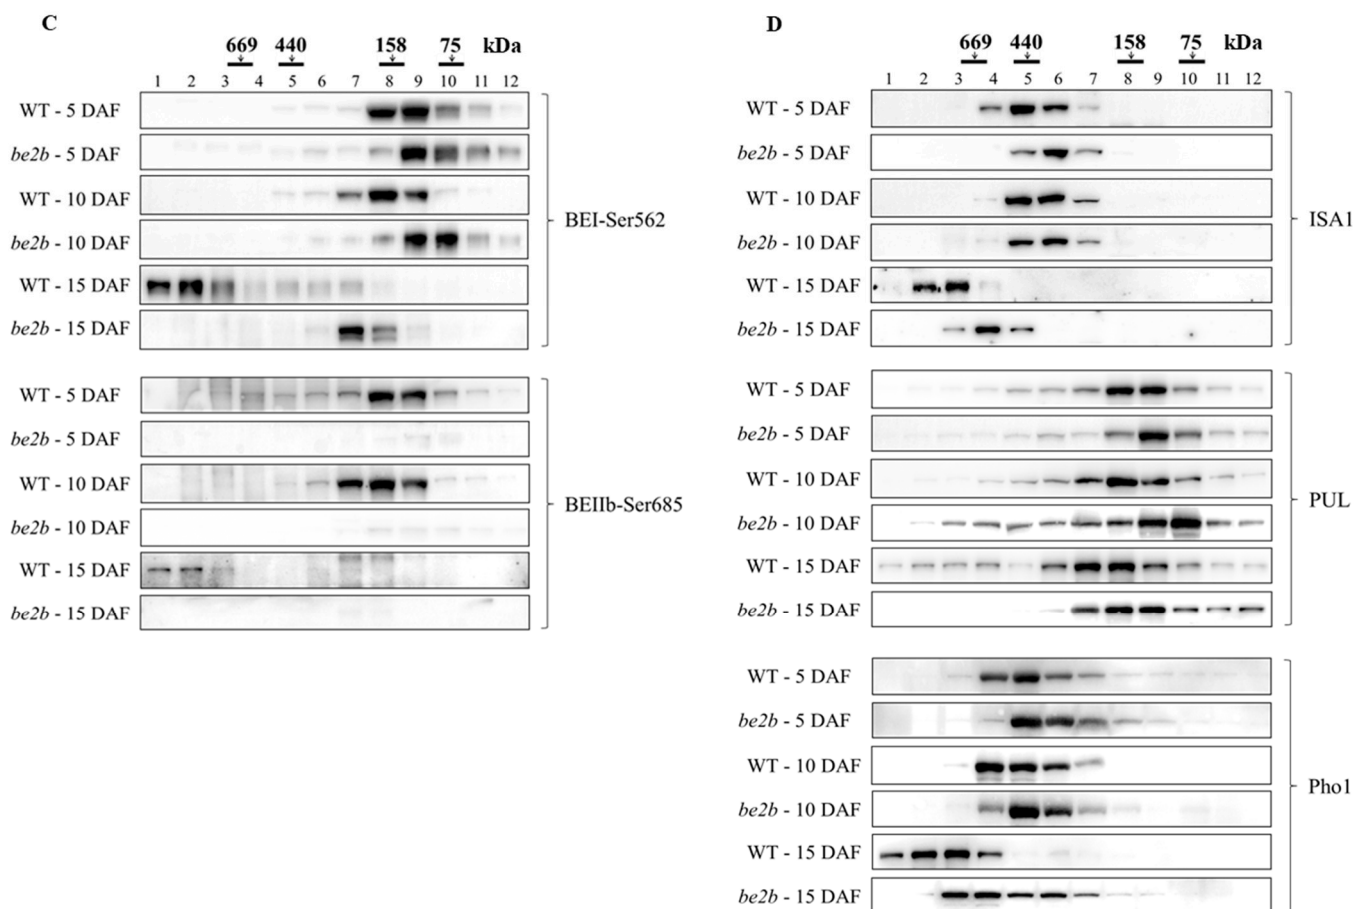 C
669 440 158 75 kDa
1 2 3 4 5 6 7 8 9 10 11 12
WT - 5 DAF
be2b - 5 DAF
WT - 10 DAF
be2b - 10 DAF
WT - 15 DAF
be2b - 15 DAF
BEI-Ser562
WT - 5 DAF
be2b - 5 DAF
WT - 10 DAF
be2b - 10 DAF
WT - 15 DAF
be2b - 15 DAF
BEIIb-Ser685
D
669 440 158 75 kDa
1 2 3 4 5 6 7 8 9 10 11 12
WT - 5 DAF
be2b - 5 DAF
WT - 10 DAF
be2b - 10 DAF
WT - 15 DAF
be2b - 15 DAF
ISA1
WT - 5 DAF
be2b - 5 DAF
WT - 10 DAF
be2b - 10 DAF
WT - 15 DAF
be2b - 15 DAF
PUL
WT - 5 DAF
be2b - 5 DAF
WT - 10 DAF
be2b - 10 DAF
WT - 15 DAF
be2b - 15 DAF
Pho1